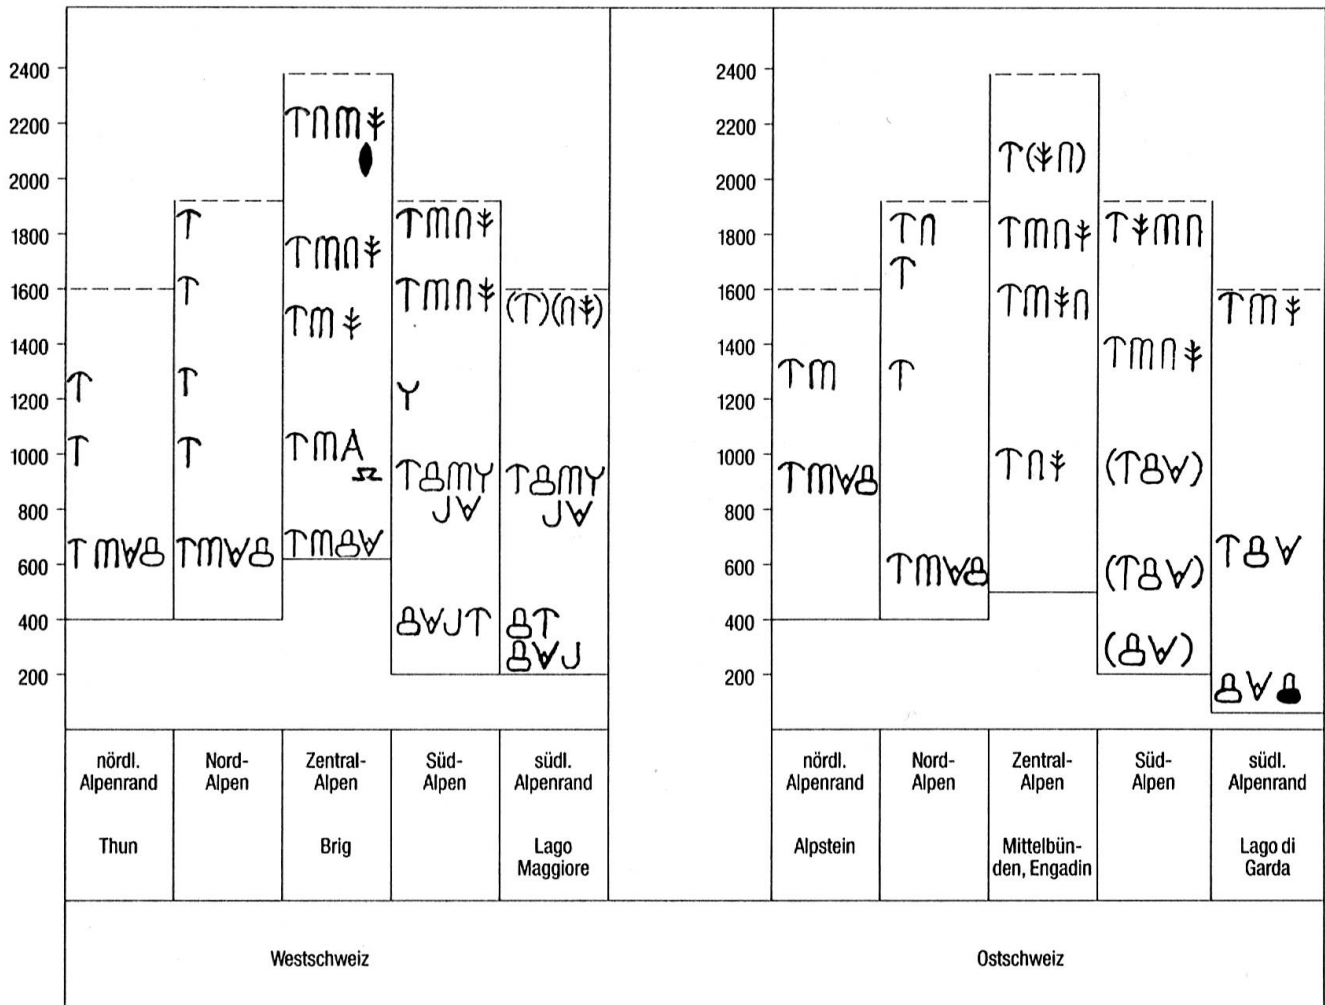 2400
2200
2000
1800
1600
1400
1200
1000
800
600
400
200
2400
2200
2000
1800
1600
1400
1200
1000
800
600
400
200
nördl.
Alpenrand
Thun
Nord-
Alpen
Zentral-
Alpen
Brig
Süd-
Alpen
südl.
Alpenrand
Lago
Maggiore
nördl.
Alpenrand
Alpstein
Nord-
Alpen
Zentral-
Alpen
Mittelbün-
den, Engadin
Süd-
Alpen
südl.
Alpenrand
Lago di
Garda
Westschweiz
Ostschweiz